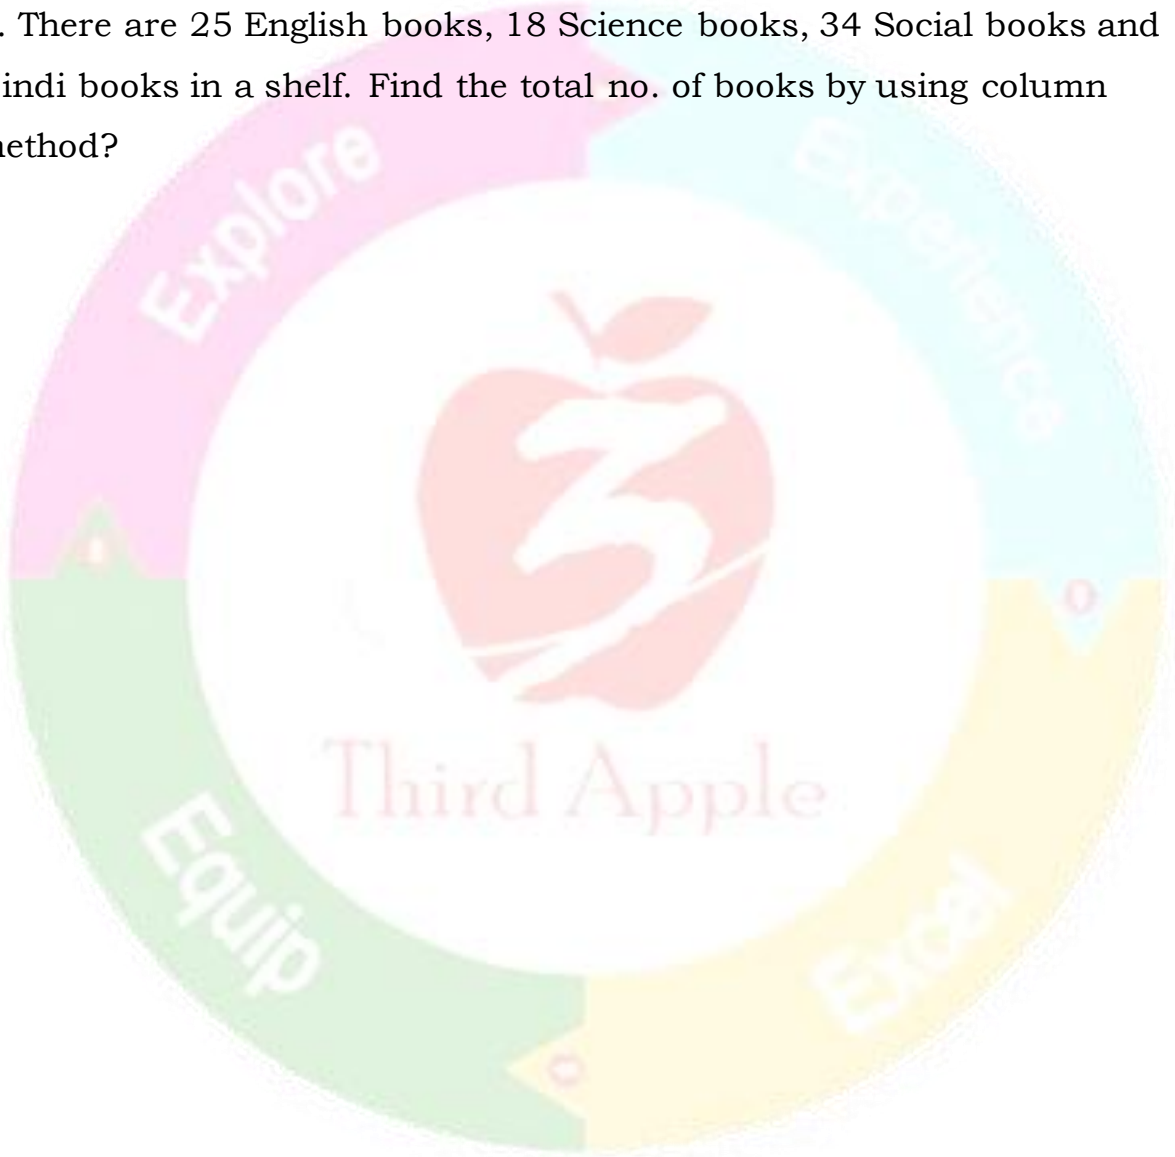 . There are 25 English books, 18 Science books, 34 Social books and
indi books in a shelf. Find the total no. of books by using column
ethod?
Explore
Experience
3
Third Apple
Equip
Excel